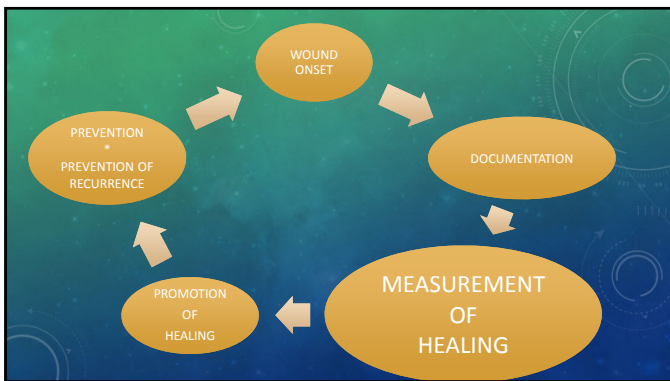 WOUND
ONSET
DOCUMENTATION
MEASUREMENT
OF
HEALING
PROMOTION
OF
HEALING
PREVENTION
*
PREVENTION OF
RECURRENCE